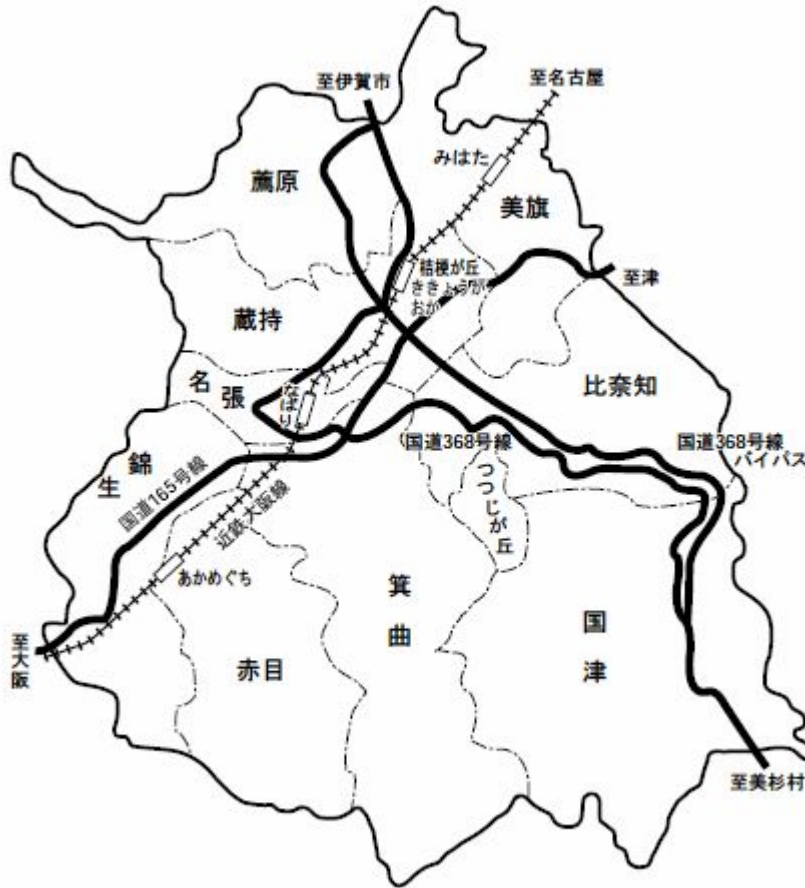 至伊賀市
至名古屋
みはた
薦原
美旗
桔梗が丘
ききょうが
おか
至津
蔵持
比奈知
名張
なばり
国道368号線
国道368号線
バイパス
錦生
つつじが丘
国道165号線
近鉄大阪線
あかめぐち
箕曲
国津
至大阪
赤目
至美杉村